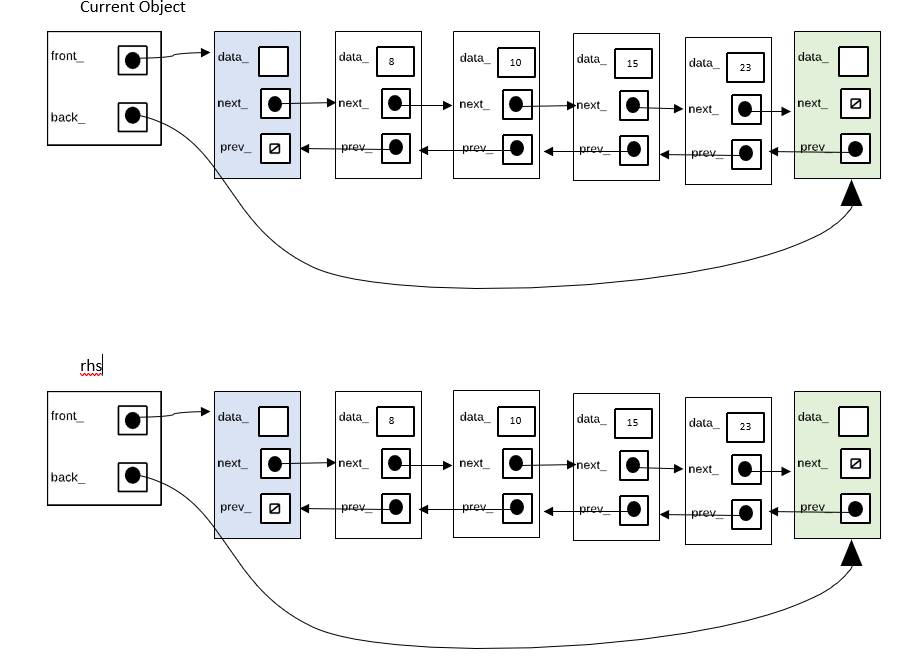 Current Object
front_ data_ data_ 8 data_ 10 data_ 15 data_ 23 data_
back_ next_ next_ next_ next_ next_ next_
prev_ prev_ prev_ prev_ prev_ prev_
rhs
front_ data_ data_ 8 data_ 10 data_ 15 data_ 23 data_
back_ next_ next_ next_ next_ next_ next_
prev_ prev_ prev_ prev_ prev_ prev_